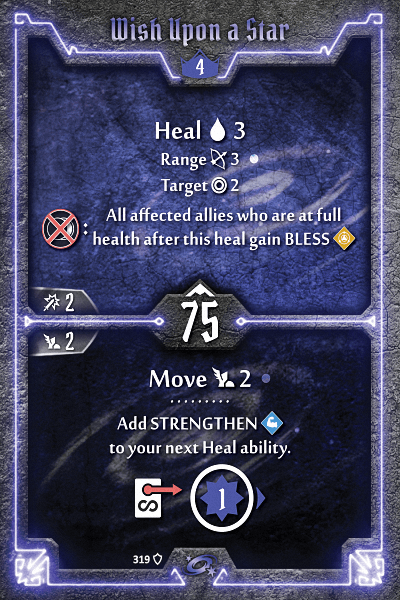 Wish Upon a Star
4
Heal 3
Range 3
Target 2
: All affected allies who are at full
health after this heal gain BLESS
2
75
2
Move 2
Add STRENGTHEN
to your next Heal ability.
S 1
319